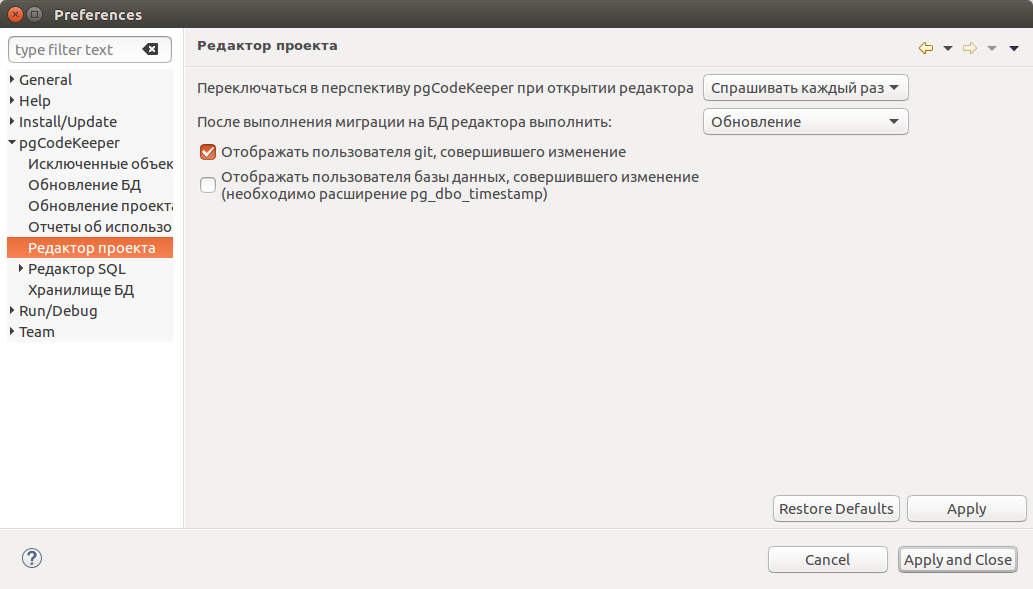 Preferences
type filter text
General
Help
Install/Update
pgCodeKeeper
Исключенные объек
Обновление БД
Обновление проекта
Отчеты об использо
Редактор проекта
Редактор SQL
Хранилище БД
Run/Debug
Team
Редактор проекта
Переключаться в перспективу pgCodeKeeper при открытии редактора
Спрашивать каждый раз
После выполнения миграции на БД редактора выполнить:
Обновление
Отображать пользователя git, совершившего изменение
Отображать пользователя базы данных, совершившего изменение
(необходимо расширение pg_dbo_timestamp)
Restore Defaults
Apply
?
Cancel
Apply and Close